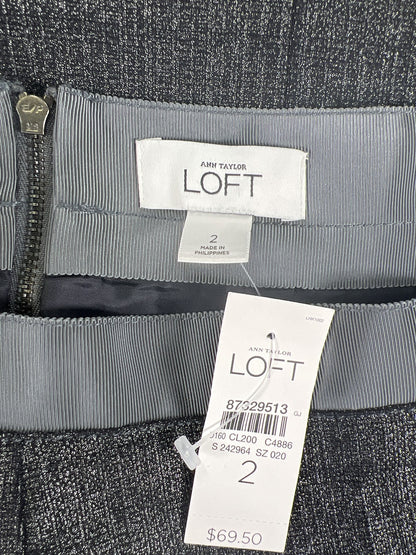 ANN TAYLOR
LOFT
2
MADE IN
PHILIPPINES
ANN TAYLOR
LOFT
87329513 GJ
CL200 C4886
S 242964 SZ 020
2
$69.50